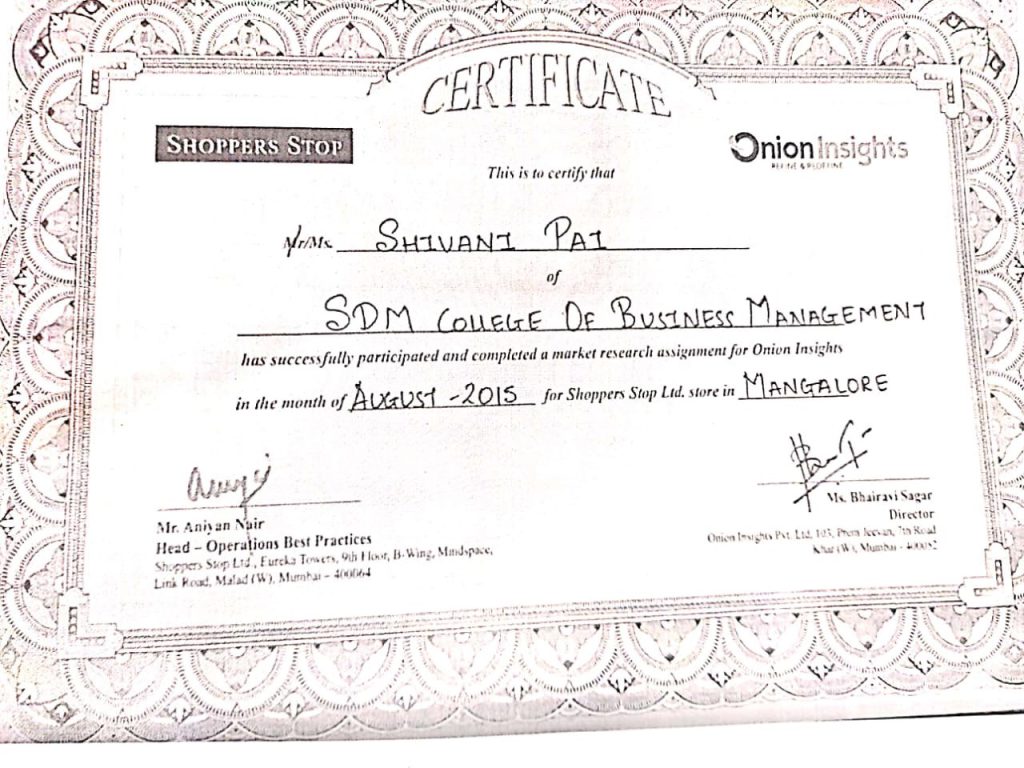 CERTIFICATE
SHOPPERS STOP
Onion Insights
REFINE & REDEFINE
This is to certify that
Mr/Ms. SHIVANI PAI
of
SDM COLLEGE OF BUSINESS MANAGEMENT
has successfully participated and completed a market research assignment for Onion Insights
in the month of AUGUST - 2015 for Shoppers Stop Ltd. store in MANGALORE
Mr. Aniyan Nair
Head – Operations Best Practices
Shoppers Stop Ltd, Eureka Towers, 9th Floor, B-Wing, Mindspace,
Link Road, Malad (W), Mumbai – 400064
Ms. Bhairavi Sagar
Director
Onion Insights Pvt. Ltd, 103, Prem Jeevan, 7th Road
Khar (W), Mumbai - 400052